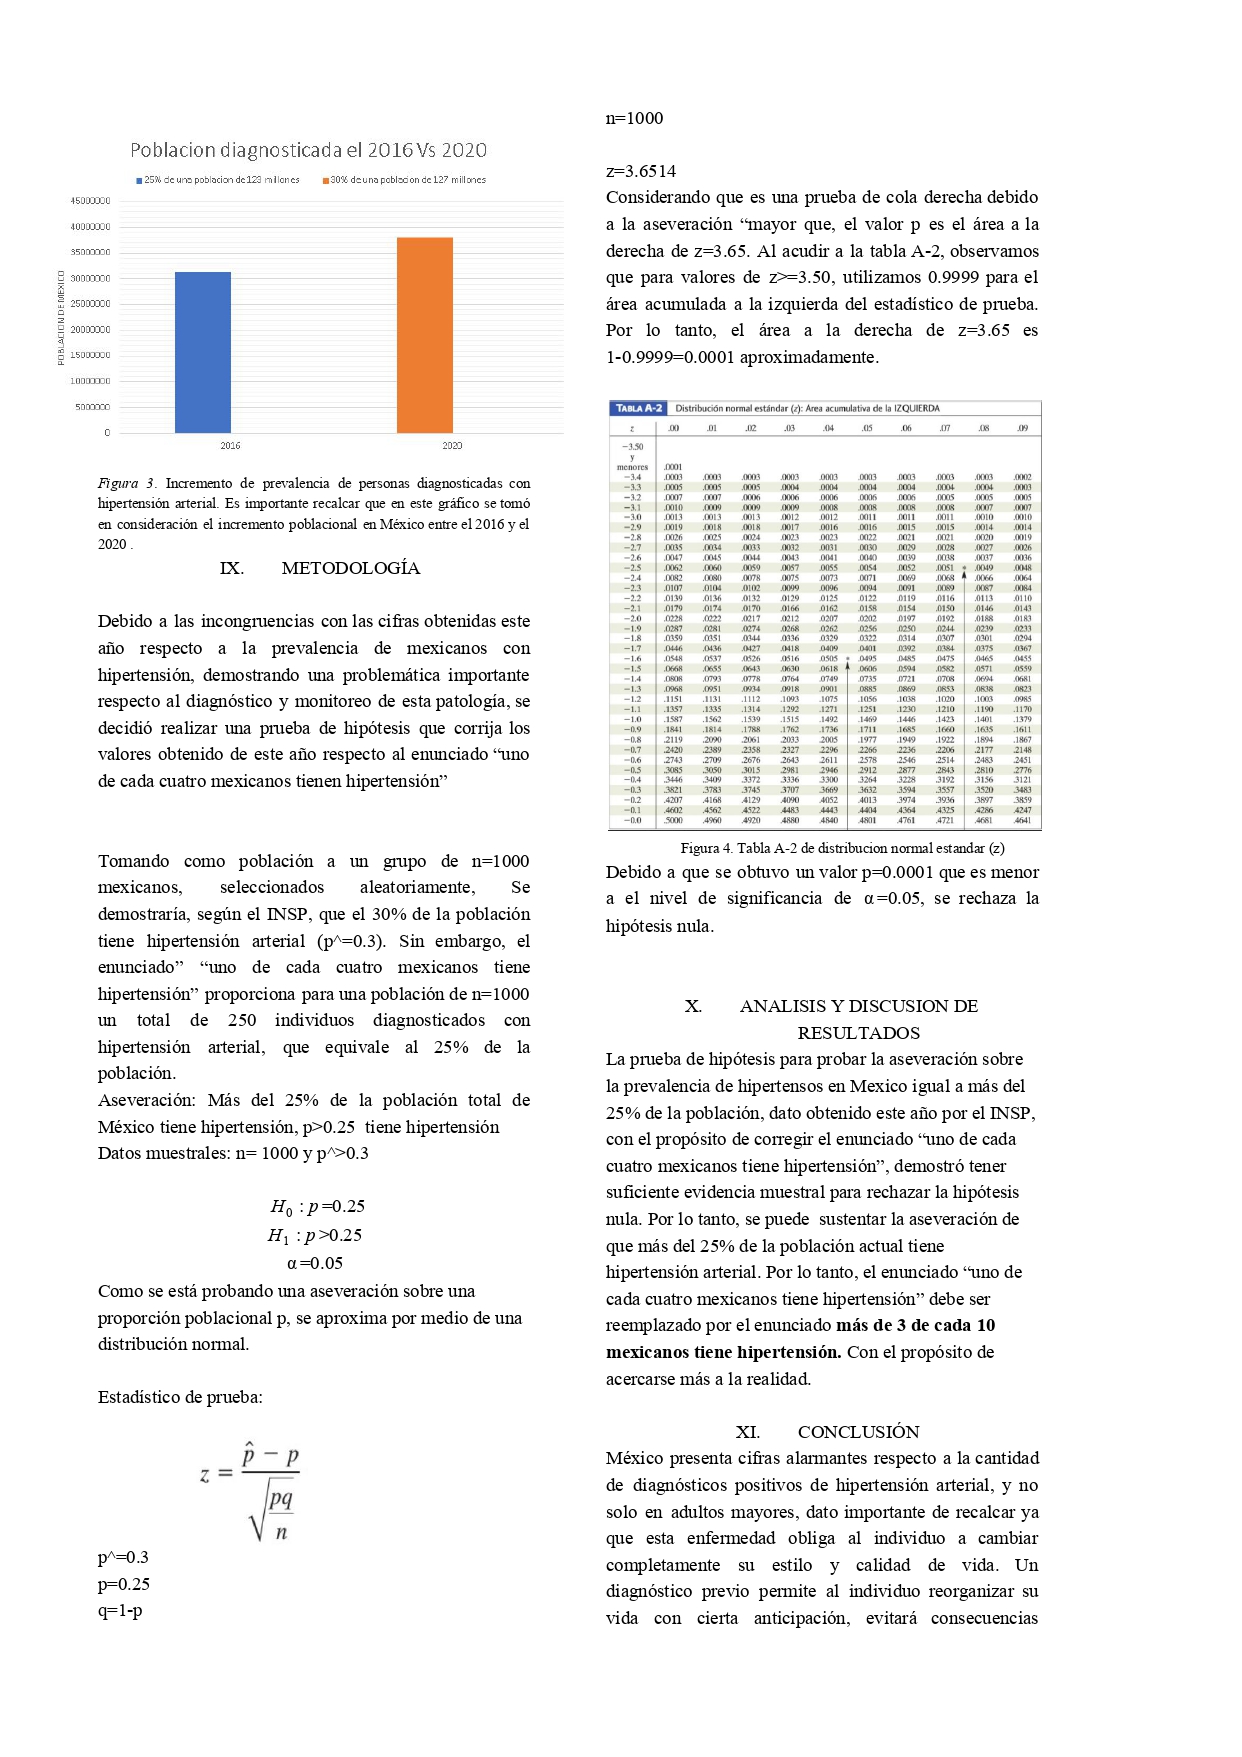 Poblacion diagnosticada el 2016 Vs 2020
25% de una poblacion de 123 millones
30% de una poblacion de 127 millones
45000000
40000000
35000000
30000000
25000000
20000000
15000000
10000000
5000000
0
POBLACION DE MEXICO
2016
2020
Figura 3. Incremento de prevalencia de personas diagnosticadas con
hipertensión arterial. Es importante recalcar que en este gráfico se tomó
en consideración el incremento poblacional en México entre el 2016 y el
2020 .
IX. METODOLOGÍA
Debido a las incongruencias con las cifras obtenidas este
año respecto a la prevalencia de mexicanos con
hipertensión, demostrando una problemática importante
respecto al diagnóstico y monitoreo de esta patología, se
decidió realizar una prueba de hipótesis que corrija los
valores obtenido de este año respecto al enunciado “uno
de cada cuatro mexicanos tienen hipertensión”
Tomando como población a un grupo de n=1000
mexicanos, seleccionados aleatoriamente, Se
demostraría, según el INSP, que el 30% de la población
tiene hipertensión arterial (p^=0.3). Sin embargo, el
enunciado” “uno de cada cuatro mexicanos tiene
hipertensión” proporciona para una población de n=1000
un total de 250 individuos diagnosticados con
hipertensión arterial, que equivale al 25% de la
población.
Aseveración: Más del 25% de la población total de
México tiene hipertensión, p>0.25 tiene hipertensión
Datos muestrales: n= 1000 y p^>0.3
H0 : p =0.25
H1 : p >0.25
α =0.05
Como se está probando una aseveración sobre una
proporción poblacional p, se aproxima por medio de una
distribución normal.
Estadístico de prueba:
z = (p̂ − p) / √(pq/n)
p^=0.3
p=0.25
q=1-p
n=1000
z=3.6514
Considerando que es una prueba de cola derecha debido
a la aseveración “mayor que, el valor p es el área a la
derecha de z=3.65. Al acudir a la tabla A-2, observamos
que para valores de z>=3.50, utilizamos 0.9999 para el
área acumulada a la izquierda del estadístico de prueba.
Por lo tanto, el área a la derecha de z=3.65 es
1-0.9999=0.0001 aproximadamente.
TABLA A-2 Distribución normal estándar (z): Área acumulativa de la IZQUIERDA
z .00 .01 .02 .03 .04 .05 .06 .07 .08 .09
−3.50
y
menores .0001
−3.4 .0003 .0003 .0003 .0003 .0003 .0003 .0003 .0003 .0003 .0002
−3.3 .0005 .0005 .0005 .0004 .0004 .0004 .0004 .0004 .0004 .0003
−3.2 .0007 .0007 .0006 .0006 .0006 .0006 .0006 .0005 .0005 .0005
−3.1 .0010 .0009 .0009 .0009 .0008 .0008 .0008 .0008 .0007 .0007
−3.0 .0013 .0013 .0013 .0012 .0012 .0011 .0011 .0011 .0010 .0010
−2.9 .0019 .0018 .0018 .0017 .0016 .0016 .0015 .0015 .0014 .0014
−2.8 .0026 .0025 .0024 .0023 .0023 .0022 .0021 .0021 .0020 .0019
−2.7 .0035 .0034 .0033 .0032 .0031 .0030 .0029 .0028 .0027 .0026
−2.6 .0047 .0045 .0044 .0043 .0041 .0040 .0039 .0038 .0037 .0036
−2.5 .0062 .0060 .0059 .0057 .0055 .0054 .0052 .0051 * .0049 .0048
−2.4 .0082 .0080 .0078 .0075 .0073 .0071 .0069 .0068 .0066 .0064
−2.3 .0107 .0104 .0102 .0099 .0096 .0094 .0091 .0089 .0087 .0084
−2.2 .0139 .0136 .0132 .0129 .0125 .0122 .0119 .0116 .0113 .0110
−2.1 .0179 .0174 .0170 .0166 .0162 .0158 .0154 .0150 .0146 .0143
−2.0 .0228 .0222 .0217 .0212 .0207 .0202 .0197 .0192 .0188 .0183
−1.9 .0287 .0281 .0274 .0268 .0262 .0256 .0250 .0244 .0239 .0233
−1.8 .0359 .0351 .0344 .0336 .0329 .0322 .0314 .0307 .0301 .0294
−1.7 .0446 .0436 .0427 .0418 .0409 .0401 .0392 .0384 .0375 .0367
−1.6 .0548 .0537 .0526 .0516 .0505 * .0495 .0485 .0475 .0465 .0455
−1.5 .0668 .0655 .0643 .0630 .0618 .0606 .0594 .0582 .0571 .0559
−1.4 .0808 .0793 .0778 .0764 .0749 .0735 .0721 .0708 .0694 .0681
−1.3 .0968 .0951 .0934 .0918 .0901 .0885 .0869 .0853 .0838 .0823
−1.2 .1151 .1131 .1112 .1093 .1075 .1056 .1038 .1020 .1003 .0985
−1.1 .1357 .1335 .1314 .1292 .1271 .1251 .1230 .1210 .1190 .1170
−1.0 .1587 .1562 .1539 .1515 .1492 .1469 .1446 .1423 .1401 .1379
−0.9 .1841 .1814 .1788 .1762 .1736 .1711 .1685 .1660 .1635 .1611
−0.8 .2119 .2090 .2061 .2033 .2005 .1977 .1949 .1922 .1894 .1867
−0.7 .2420 .2389 .2358 .2327 .2296 .2266 .2236 .2206 .2177 .2148
−0.6 .2743 .2709 .2676 .2643 .2611 .2578 .2546 .2514 .2483 .2451
−0.5 .3085 .3050 .3015 .2981 .2946 .2912 .2877 .2843 .2810 .2776
−0.4 .3446 .3409 .3372 .3336 .3300 .3264 .3228 .3192 .3156 .3121
−0.3 .3821 .3783 .3745 .3707 .3669 .3632 .3594 .3557 .3520 .3483
−0.2 .4207 .4168 .4129 .4090 .4052 .4013 .3974 .3936 .3897 .3859
−0.1 .4602 .4562 .4522 .4483 .4443 .4404 .4364 .4325 .4286 .4247
−0.0 .5000 .4960 .4920 .4880 .4840 .4801 .4761 .4721 .4681 .4641
Figura 4. Tabla A-2 de distribucion normal estandar (z)
Debido a que se obtuvo un valor p=0.0001 que es menor
a el nivel de significancia de α =0.05, se rechaza la
hipótesis nula.
X. ANALISIS Y DISCUSION DE
RESULTADOS
La prueba de hipótesis para probar la aseveración sobre
la prevalencia de hipertensos en Mexico igual a más del
25% de la población, dato obtenido este año por el INSP,
con el propósito de corregir el enunciado “uno de cada
cuatro mexicanos tiene hipertensión”, demostró tener
suficiente evidencia muestral para rechazar la hipótesis
nula. Por lo tanto, se puede sustentar la aseveración de
que más del 25% de la población actual tiene
hipertensión arterial. Por lo tanto, el enunciado “uno de
cada cuatro mexicanos tiene hipertensión” debe ser
reemplazado por el enunciado más de 3 de cada 10
mexicanos tiene hipertensión. Con el propósito de
acercarse más a la realidad.
XI. CONCLUSIÓN
México presenta cifras alarmantes respecto a la cantidad
de diagnósticos positivos de hipertensión arterial, y no
solo en adultos mayores, dato importante de recalcar ya
que esta enfermedad obliga al individuo a cambiar
completamente su estilo y calidad de vida. Un
diagnóstico previo permite al individuo reorganizar su
vida con cierta anticipación, evitará consecuencias